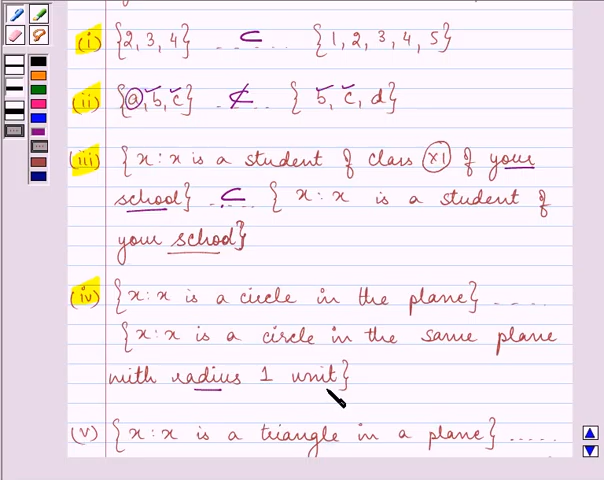 (i) {2, 3, 4} ..⊂.. {1, 2, 3, 4, 5}
(ii) {a, b, c} ..⊄.. { b, c, d}
(iii) {x : x is a student of class XI of your
school} ..⊂.. { x : x is a student of
your school}
(iv) {x : x is a circle in the plane} ......
{x : x is a circle in the same plane
with radius 1 unit}
(v) {x : x is a triangle in a plane} ......